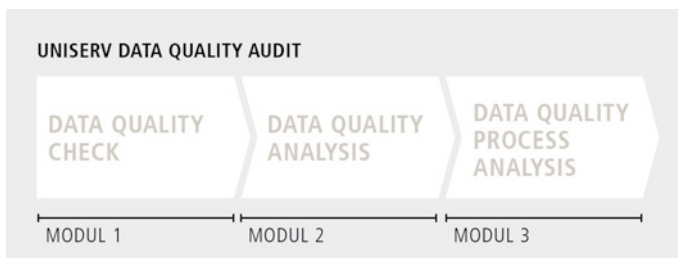 UNISERV DATA QUALITY AUDIT
DATA QUALITY
CHECK
DATA QUALITY
ANALYSIS
DATA QUALITY
PROCESS
ANALYSIS
MODUL 1
MODUL 2
MODUL 3